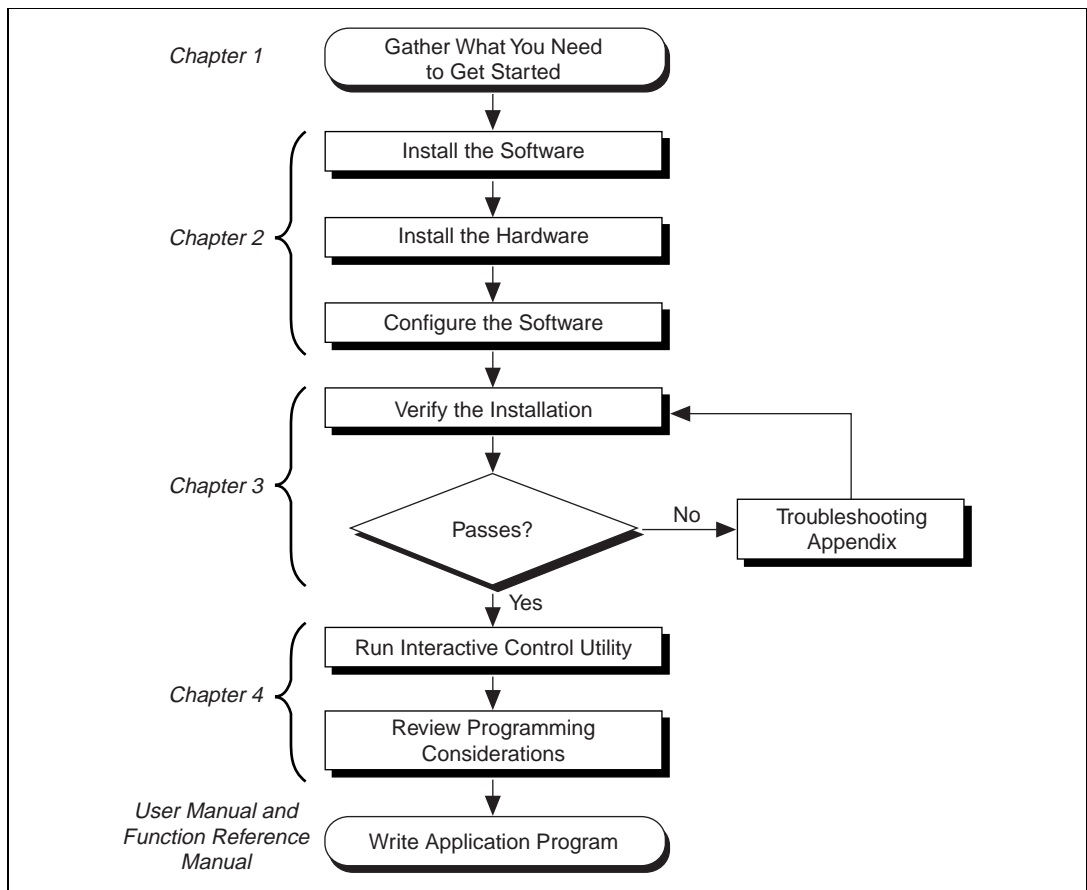 Chapter 1
Gather What You Need
to Get Started
Install the Software
Chapter 2
Install the Hardware
Configure the Software
Verify the Installation
Chapter 3
Passes?
No
Troubleshooting
Appendix
Yes
Run Interactive Control Utility
Chapter 4
Review Programming
Considerations
User Manual and
Function Reference
Manual
Write Application Program